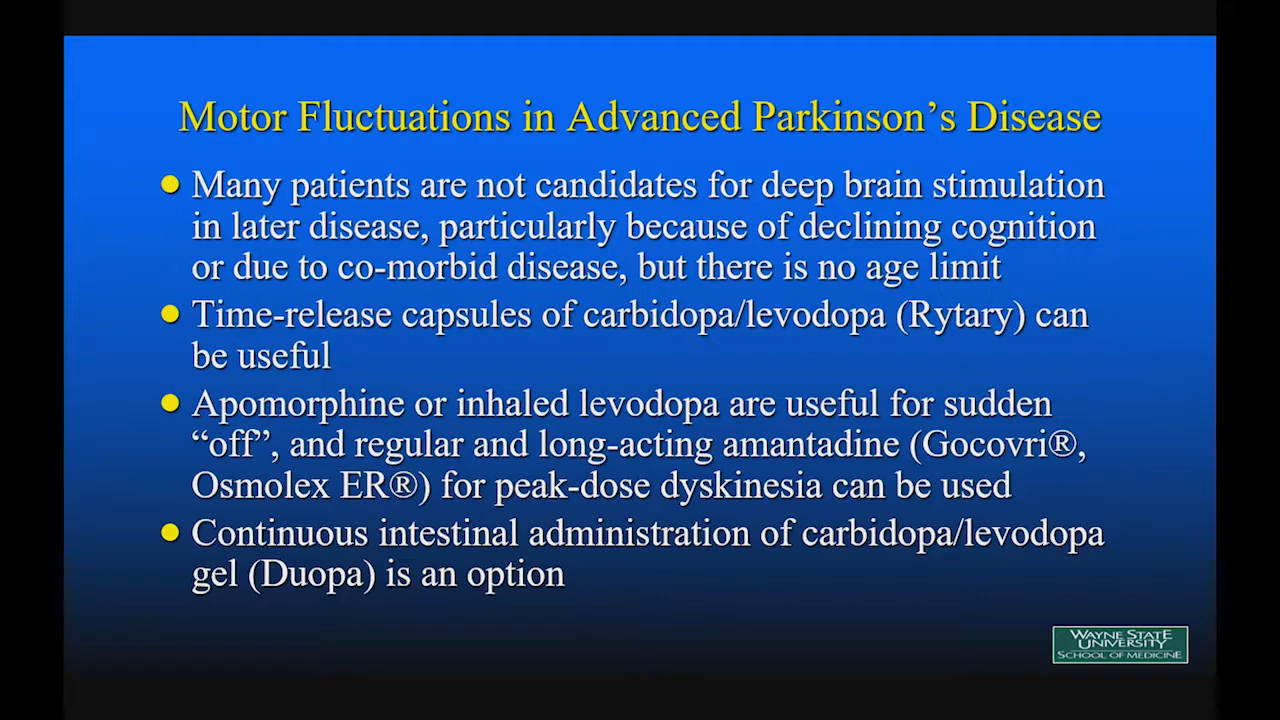 Motor Fluctuations in Advanced Parkinson’s Disease
Many patients are not candidates for deep brain stimulation
in later disease, particularly because of declining cognition
or due to co-morbid disease, but there is no age limit
Time-release capsules of carbidopa/levodopa (Rytary) can
be useful
Apomorphine or inhaled levodopa are useful for sudden
“off”, and regular and long-acting amantadine (Gocovri®,
Osmolex ER®) for peak-dose dyskinesia can be used
Continuous intestinal administration of carbidopa/levodopa
gel (Duopa) is an option
WAYNE STATE
UNIVERSITY
SCHOOL OF MEDICINE